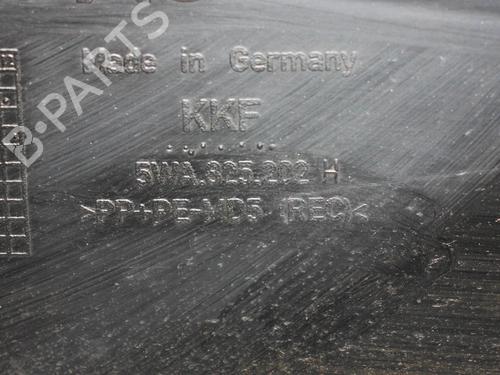 B-PARTS
Made in Germany
KKF
5WA.825.202 H
>PP+PE-MD5 (REC)<